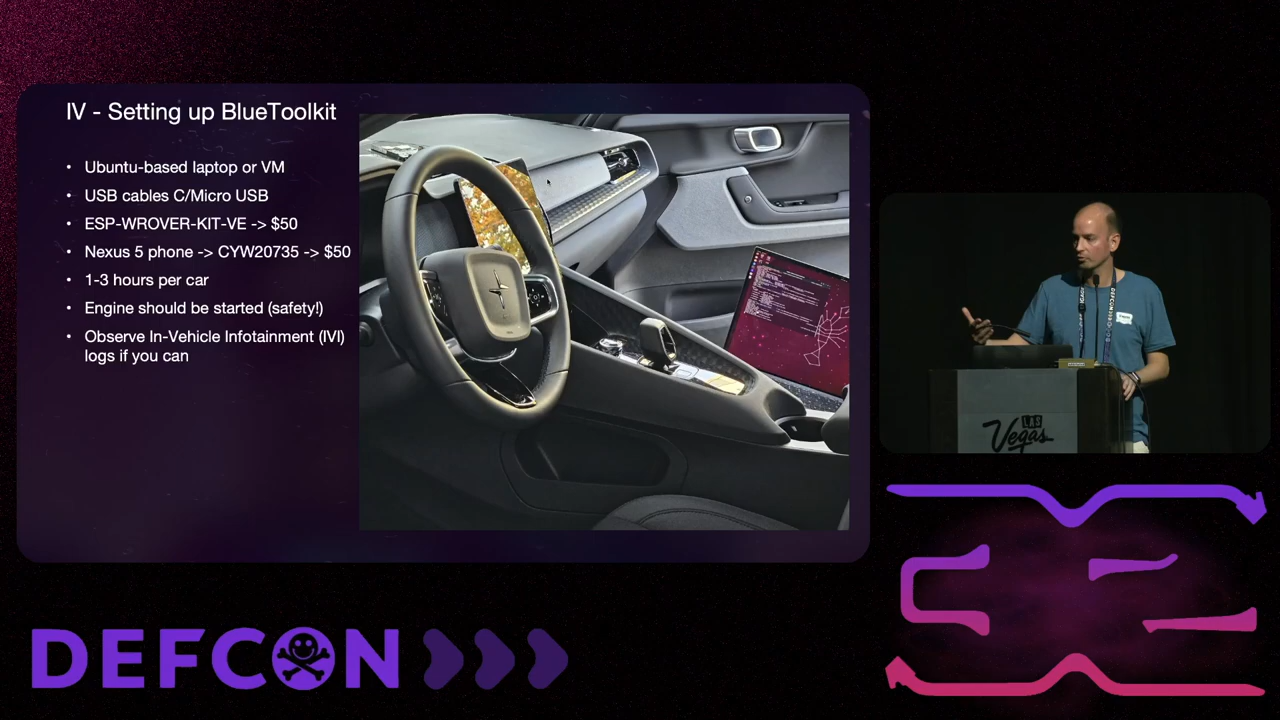 IV - Setting up BlueToolkit
• Ubuntu-based laptop or VM
• USB cables C/Micro USB
• ESP-WROVER-KIT-VE -> $50
• Nexus 5 phone -> CYW20735 -> $50
• 1-3 hours per car
• Engine should be started (safety!)
• Observe In-Vehicle Infotainment (IVI)
logs if you can
LAS
Vegas
DEFCON